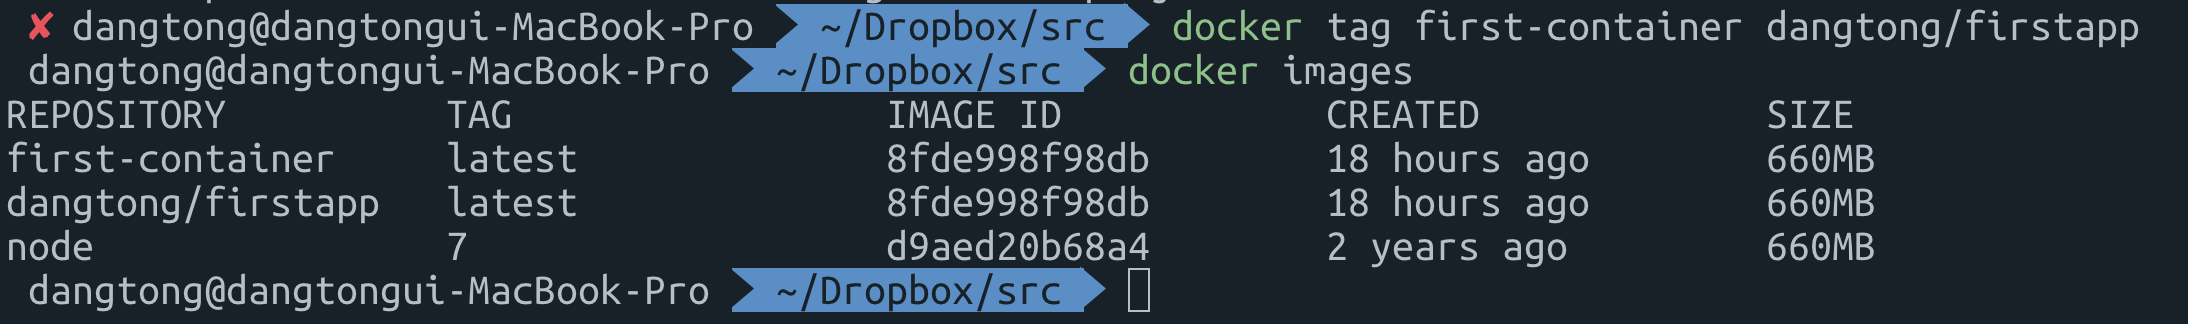 ✘ dangtong@dangtongui-MacBook-Pro ~/Dropbox/src docker tag first-container dangtong/firstapp
dangtong@dangtongui-MacBook-Pro ~/Dropbox/src docker images
REPOSITORY TAG IMAGE ID CREATED SIZE
first-container latest 8fde998f98db 18 hours ago 660MB
dangtong/firstapp latest 8fde998f98db 18 hours ago 660MB
node 7 d9aed20b68a4 2 years ago 660MB
dangtong@dangtongui-MacBook-Pro ~/Dropbox/src